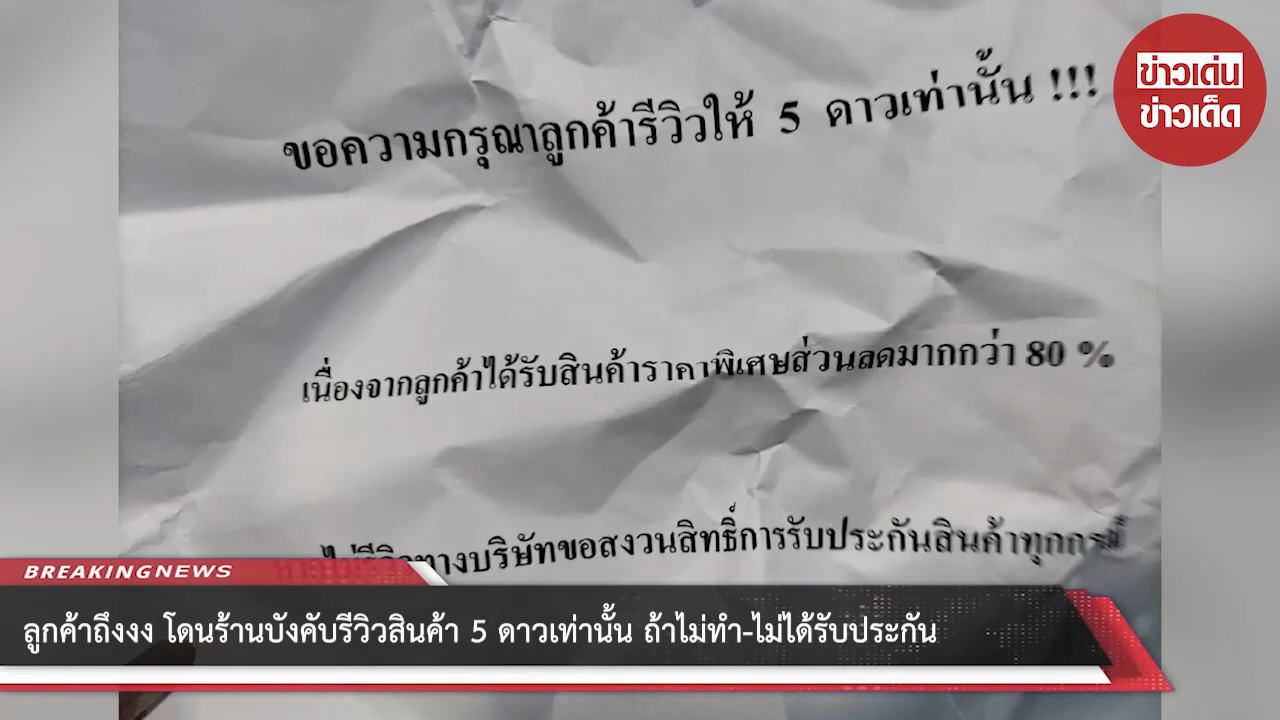 ข่าวเด่น
ข่าวเด็ด
ขอความกรุณาลูกค้ารีวิวให้ 5 ดาวเท่านั้น !!!
เนื่องจากลูกค้าได้รับสินค้าราคาพิเศษส่วนลดมากกว่า 80 %
ทางบริษัทขอสงวนสิทธิ์การรับประกันสินค้าทุกกรณี
BREAKING NEWS
ลูกค้าถึงงง โดนร้านบังคับรีวิวสินค้า 5 ดาวเท่านั้น ถ้าไม่ทำ-ไม่ได้รับประกัน